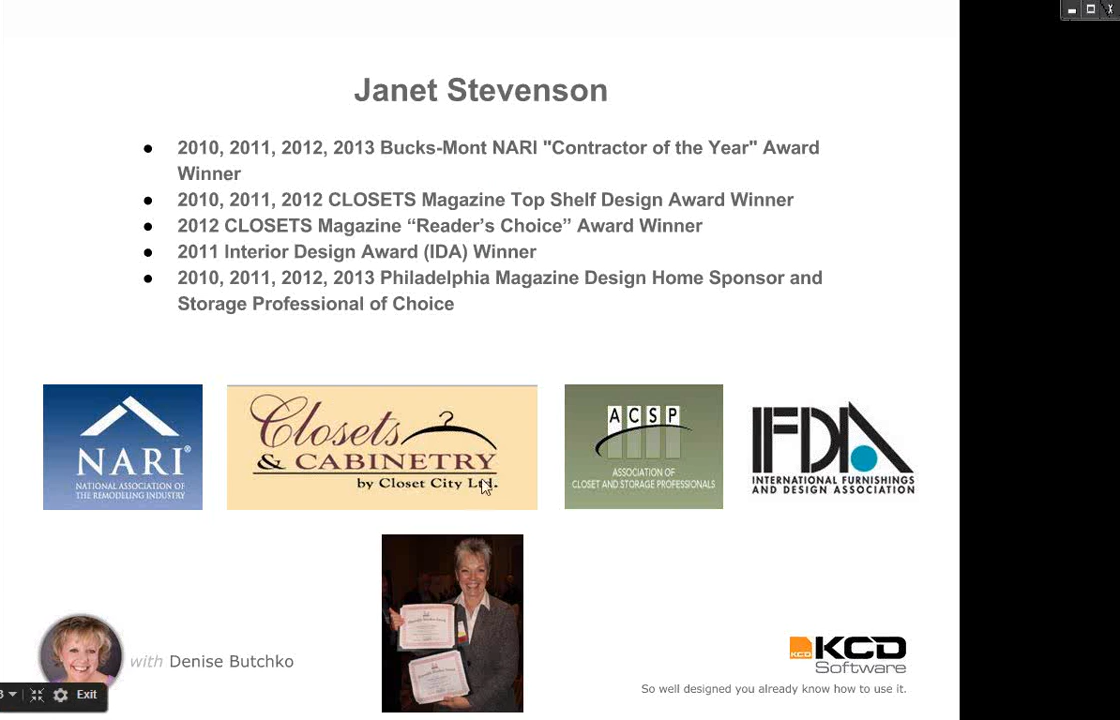 Janet Stevenson
● 2010, 2011, 2012, 2013 Bucks-Mont NARI "Contractor of the Year" Award
Winner
● 2010, 2011, 2012 CLOSETS Magazine Top Shelf Design Award Winner
● 2012 CLOSETS Magazine “Reader’s Choice” Award Winner
● 2011 Interior Design Award (IDA) Winner
● 2010, 2011, 2012, 2013 Philadelphia Magazine Design Home Sponsor and
Storage Professional of Choice
NARI®
NATIONAL ASSOCIATION OF
THE REMODELING INDUSTRY
Closets
& CABINETRY
by Closet City Ltd.
ACSP
ASSOCIATION OF
CLOSET AND STORAGE PROFESSIONALS
IFDA
INTERNATIONAL FURNISHINGS
AND DESIGN ASSOCIATION
with Denise Butchko
KCD KCD
Software
So well designed you already know how to use it.
Exit